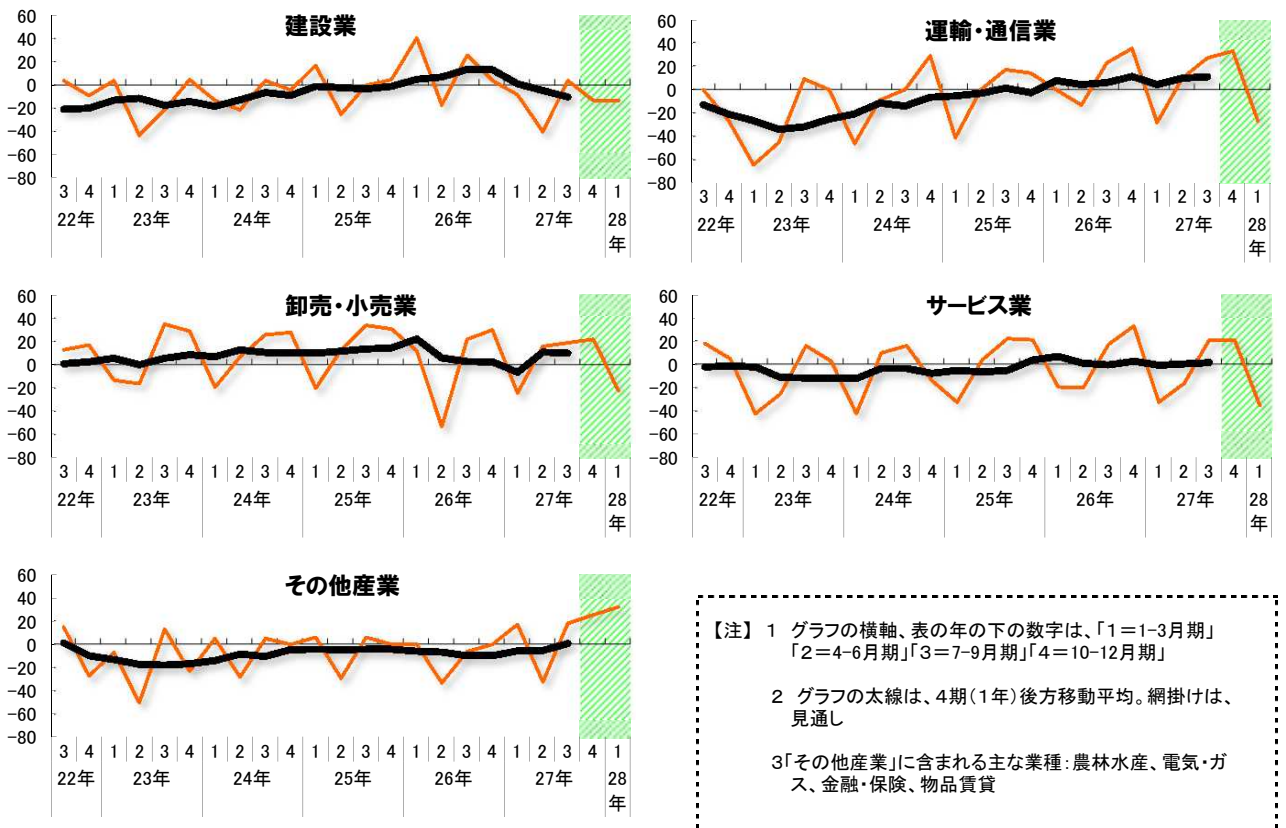 建設業
60
40
20
0
-20
-40
-60
-80
3 4 1 2 3 4 1 2 3 4 1 2 3 4 1 2 3 4 1 2 3 4 1
22年 23年 24年 25年 26年 27年 28年
運輸・通信業
60
40
20
0
-20
-40
-60
-80
3 4 1 2 3 4 1 2 3 4 1 2 3 4 1 2 3 4 1 2 3 4 1
22年 23年 24年 25年 26年 27年 28年
卸売・小売業
60
40
20
0
-20
-40
-60
-80
3 4 1 2 3 4 1 2 3 4 1 2 3 4 1 2 3 4 1 2 3 4 1
22年 23年 24年 25年 26年 27年 28年
サービス業
60
40
20
0
-20
-40
-60
-80
3 4 1 2 3 4 1 2 3 4 1 2 3 4 1 2 3 4 1 2 3 4 1
22年 23年 24年 25年 26年 27年 28年
その他産業
60
40
20
0
-20
-40
-60
-80
3 4 1 2 3 4 1 2 3 4 1 2 3 4 1 2 3 4 1 2 3 4 1
22年 23年 24年 25年 26年 27年 28年
【注】 1 グラフの横軸、表の年の下の数字は、「1=1-3月期」
「2=4-6月期」「3=7-9月期」「4=10-12月期」
2 グラフの太線は、4期(1年)後方移動平均。網掛けは、
見通し
3「その他産業」に含まれる主な業種:農林水産、電気・ガ
ス、金融・保険、物品賃貸